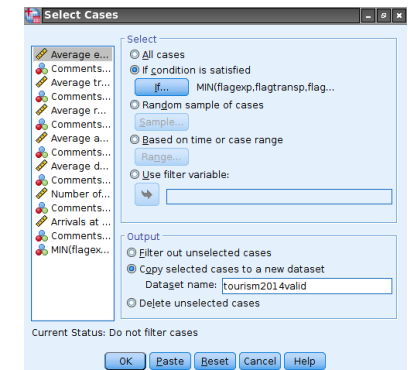 Select Cases
Average e...
Comments...
Average tr...
Comments...
Average r...
Comments...
Average a...
Comments...
Average d...
Comments...
Number of...
Comments...
Arrivals at ...
Comments...
MIN(flagex...
Select
All cases
If condition is satisfied
If... MIN(flagexp,flagtransp,flag...
Random sample of cases
Sample...
Based on time or case range
Range...
Use filter variable:
Output
Filter out unselected cases
Copy selected cases to a new dataset
Dataset name: tourism2014valid
Delete unselected cases
Current Status: Do not filter cases
OK Paste Reset Cancel Help